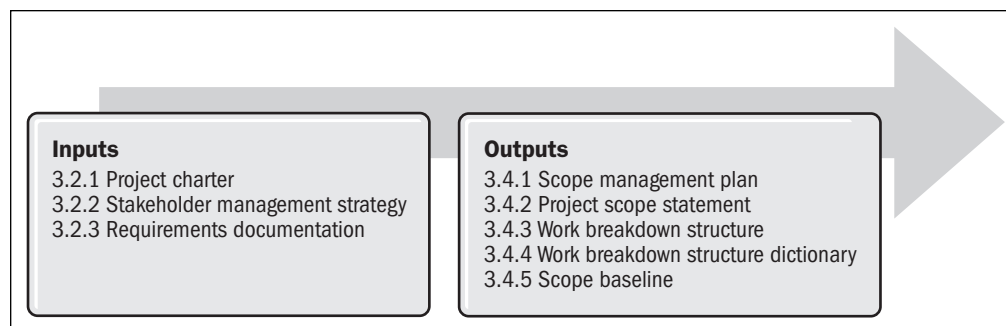 Inputs
3.2.1 Project charter
3.2.2 Stakeholder management strategy
3.2.3 Requirements documentation
Outputs
3.4.1 Scope management plan
3.4.2 Project scope statement
3.4.3 Work breakdown structure
3.4.4 Work breakdown structure dictionary
3.4.5 Scope baseline